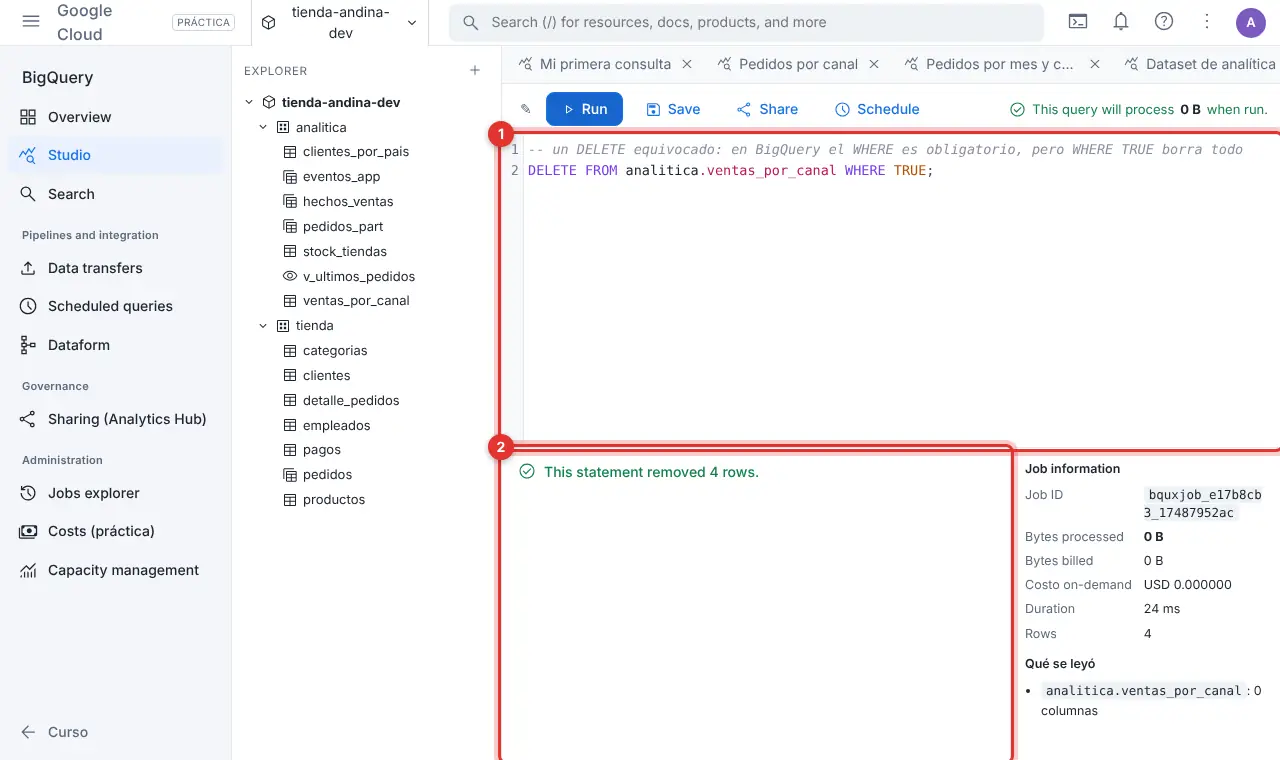 Google Cloud
PRÁCTICA
tienda-andina-dev
Search (/) for resources, docs, products, and more
A
BigQuery
Overview
Studio
Search
Pipelines and integration
Data transfers
Scheduled queries
Dataform
Governance
Sharing (Analytics Hub)
Administration
Jobs explorer
Costs (práctica)
Capacity management
Curso
EXPLORER
tienda-andina-dev
analitica
clientes_por_pais
eventos_app
hechos_ventas
pedidos_part
stock_tiendas
v_ultimos_pedidos
ventas_por_canal
tienda
categorias
clientes
detalle_pedidos
empleados
pagos
pedidos
productos
Mi primera consulta
Pedidos por canal
Pedidos por mes y c...
Dataset de analítica
Run
Save
Share
Schedule
This query will process 0 B when run.
1
1 -- un DELETE equivocado: en BigQuery el WHERE es obligatorio, pero WHERE TRUE borra todo
2 DELETE FROM analitica.ventas_por_canal WHERE TRUE;
2
This statement removed 4 rows.
Job information
Job ID bquxjob_e17b8cb
3_17487952ac
Bytes processed 0 B
Bytes billed 0 B
Costo on-demand USD 0.000000
Duration 24 ms
Rows 4
Qué se leyó
• analitica.ventas_por_canal : 0
columnas